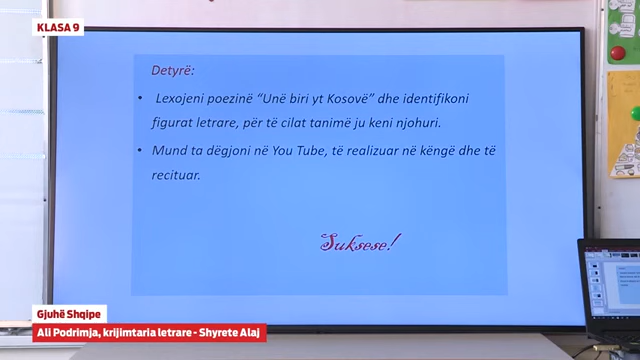 KLASA 9
Detyrë:
• Lexojeni poezinë “Unë biri yt Kosovë” dhe identifikoni
figurat letrare, për të cilat tanimë ju keni njohuri.
• Mund ta dëgjoni në You Tube, të realizuar në këngë dhe të
recituar.
Suksese!
Gjuhë Shqipe
Ali Podrimja, krijimtaria letrare - Shyrete Alaj